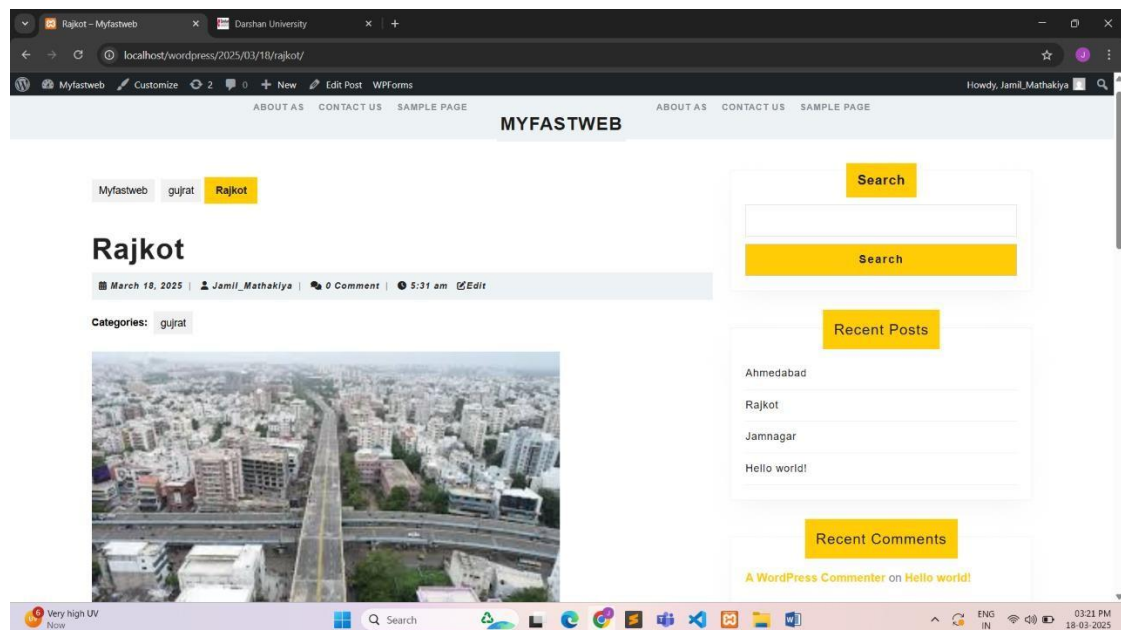 Rajkot – Myfastweb
Darshan University
localhost/wordpress/2025/03/18/rajkot/
J
Myfastweb Customize 2 0 New Edit Post WPForms
Howdy, Jamil_Mathakiya
ABOUT AS CONTACT US SAMPLE PAGE
MYFASTWEB
ABOUT AS CONTACT US SAMPLE PAGE
Myfastweb gujrat Rajkot
Rajkot
March 18, 2025 | Jamil_Mathakiya | 0 Comment | 5:31 am Edit
Categories: gujrat
Search
Search
Recent Posts
Ahmedabad
Rajkot
Jamnagar
Hello world!
Recent Comments
A WordPress Commenter on Hello world!
6
Very high UV
Now
Search
ENG
IN
03:21 PM
18-03-2025